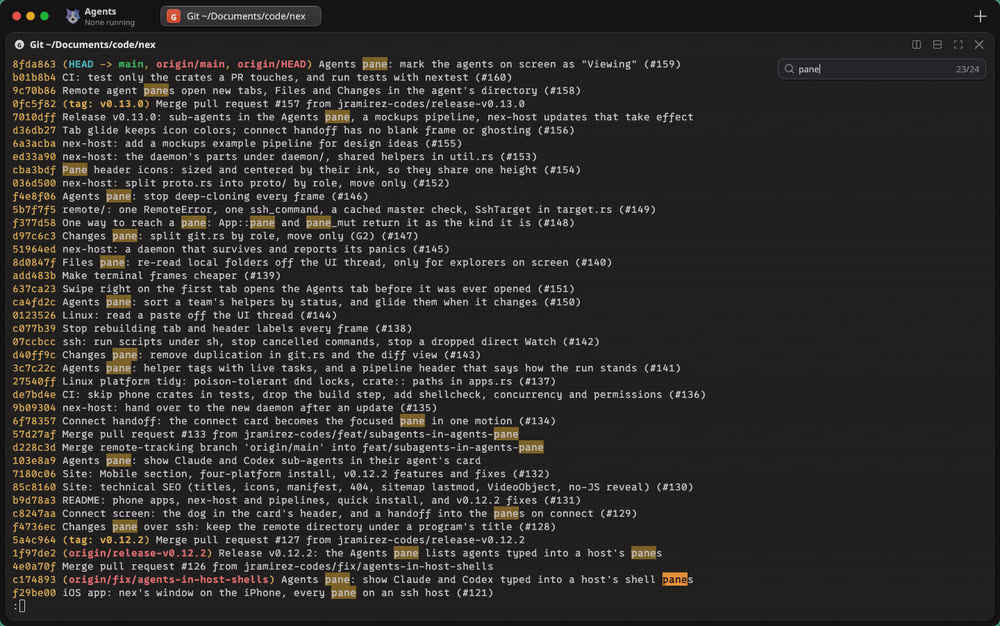 Agents
None running
G Git ~/Documents/code/nex
G Git ~/Documents/code/nex
pane 23/24
8fda863 (HEAD -> main, origin/main, origin/HEAD) Agents pane: mark the agents on screen as "Viewing" (#159)
b01b8b4 CI: test only the crates a PR touches, and run tests with nextest (#160)
9c70b86 Remote agent panes open new tabs, Files and Changes in the agent's directory (#158)
0fc5f82 (tag: v0.13.0) Merge pull request #157 from jramirez-codes/release-v0.13.0
7010dff Release v0.13.0: sub-agents in the Agents pane, a mockups pipeline, nex-host updates that take effect
d36db27 Tab glide keeps icon colors; connect handoff has no blank frame or ghosting (#156)
6a3acba nex-host: add a mockups example pipeline for design ideas (#155)
ed33a90 nex-host: the daemon's parts under daemon/, shared helpers in util.rs (#153)
cba3bdf Pane header icons: sized and centered by their ink, so they share one height (#154)
036d500 nex-host: split proto.rs into proto/ by role, move only (#152)
f4e8f06 Agents pane: stop deep-cloning every frame (#146)
5b7f7f5 remote/: one RemoteError, one ssh_command, a cached master check, SshTarget in target.rs (#149)
f377d58 One way to reach a pane: App::pane and pane_mut return it as the kind it is (#148)
d97c6c3 Changes pane: split git.rs by role, move only (G2) (#147)
51964ed nex-host: a daemon that survives and reports its panics (#145)
8d0847f Files pane: re-read local folders off the UI thread, only for explorers on screen (#140)
add483b Make terminal frames cheaper (#139)
637ca23 Swipe right on the first tab opens the Agents tab before it was ever opened (#151)
ca4fd2c Agents pane: sort a team's helpers by status, and glide them when it changes (#150)
0123526 Linux: read a paste off the UI thread (#144)
c077b39 Stop rebuilding tab and header labels every frame (#138)
07ccbcc ssh: run scripts under sh, stop cancelled commands, stop a dropped direct Watch (#142)
d40ff9c Changes pane: remove duplication in git.rs and the diff view (#143)
3c7c22c Agents pane: helper tags with live tasks, and a pipeline header that says how the run stands (#141)
27540ff Linux platform tidy: poison-tolerant dnd locks, crate:: paths in apps.rs (#137)
de7bd4e CI: skip phone crates in tests, drop the build step, add shellcheck, concurrency and permissions (#136)
9b09304 nex-host: hand over to the new daemon after an update (#135)
6f78357 Connect handoff: the connect card becomes the focused pane in one motion (#134)
57d27af Merge pull request #133 from jramirez-codes/feat/subagents-in-agents-pane
d228c3d Merge remote-tracking branch 'origin/main' into feat/subagents-in-agents-pane
103e8a9 Agents pane: show Claude and Codex sub-agents in their agent's card
7180c06 Site: Mobile section, four-platform install, v0.12.2 features and fixes (#132)
85c8160 Site: technical SEO (titles, icons, manifest, 404, sitemap lastmod, VideoObject, no-JS reveal) (#130)
b9d78a3 README: phone apps, nex-host and pipelines, quick install, and v0.12.2 fixes (#131)
c8247aa Connect screen: the dog in the card's header, and a handoff into the panes on connect (#129)
f4736ec Changes pane over ssh: keep the remote directory under a program's title (#128)
5a4c964 (tag: v0.12.2) Merge pull request #127 from jramirez-codes/release-v0.12.2
1f97de2 (origin/release-v0.12.2) Release v0.12.2: the Agents pane lists agents typed into a host's panes
4e0a70f Merge pull request #126 from jramirez-codes/fix/agents-in-host-shells
c174893 (origin/fix/agents-in-host-shells) Agents pane: show Claude and Codex typed into a host's shell panes
f29be00 iOS app: nex's window on the iPhone, every pane on an ssh host (#121)
: